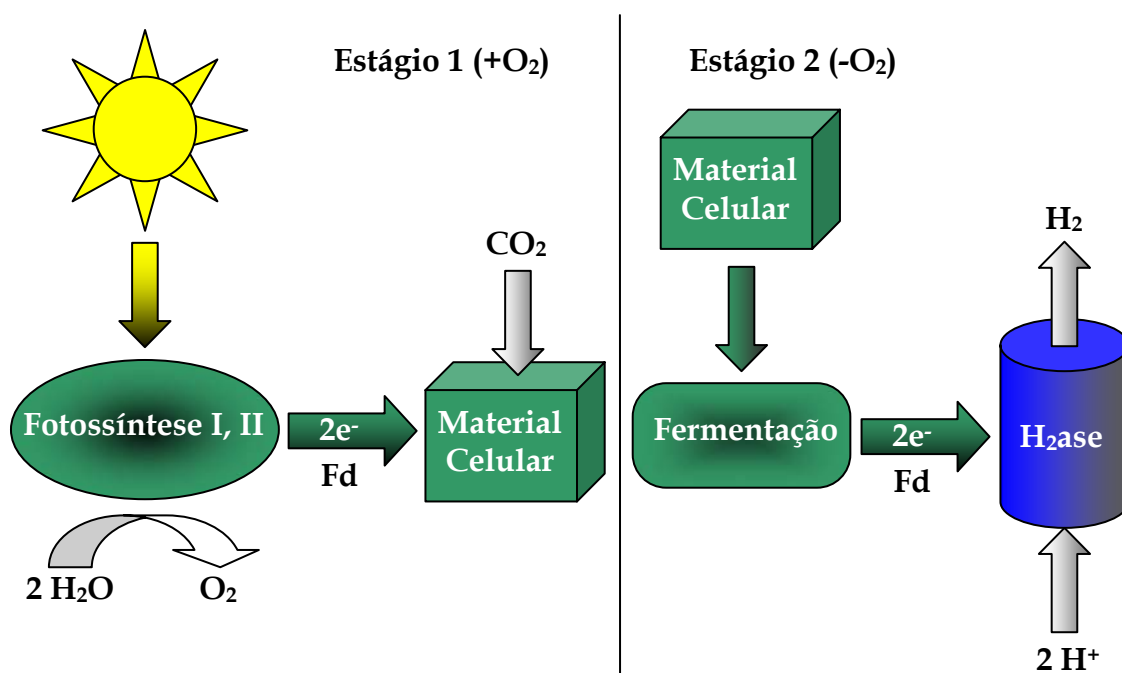 Estágio 1 (+O₂)
CO₂
Fotossíntese I, II
2e⁻
Fd
Material
Celular
2 H₂O
O₂
Estágio 2 (-O₂)
Material
Celular
H₂
Fermentação
2e⁻
Fd
H₂ase
2 H⁺